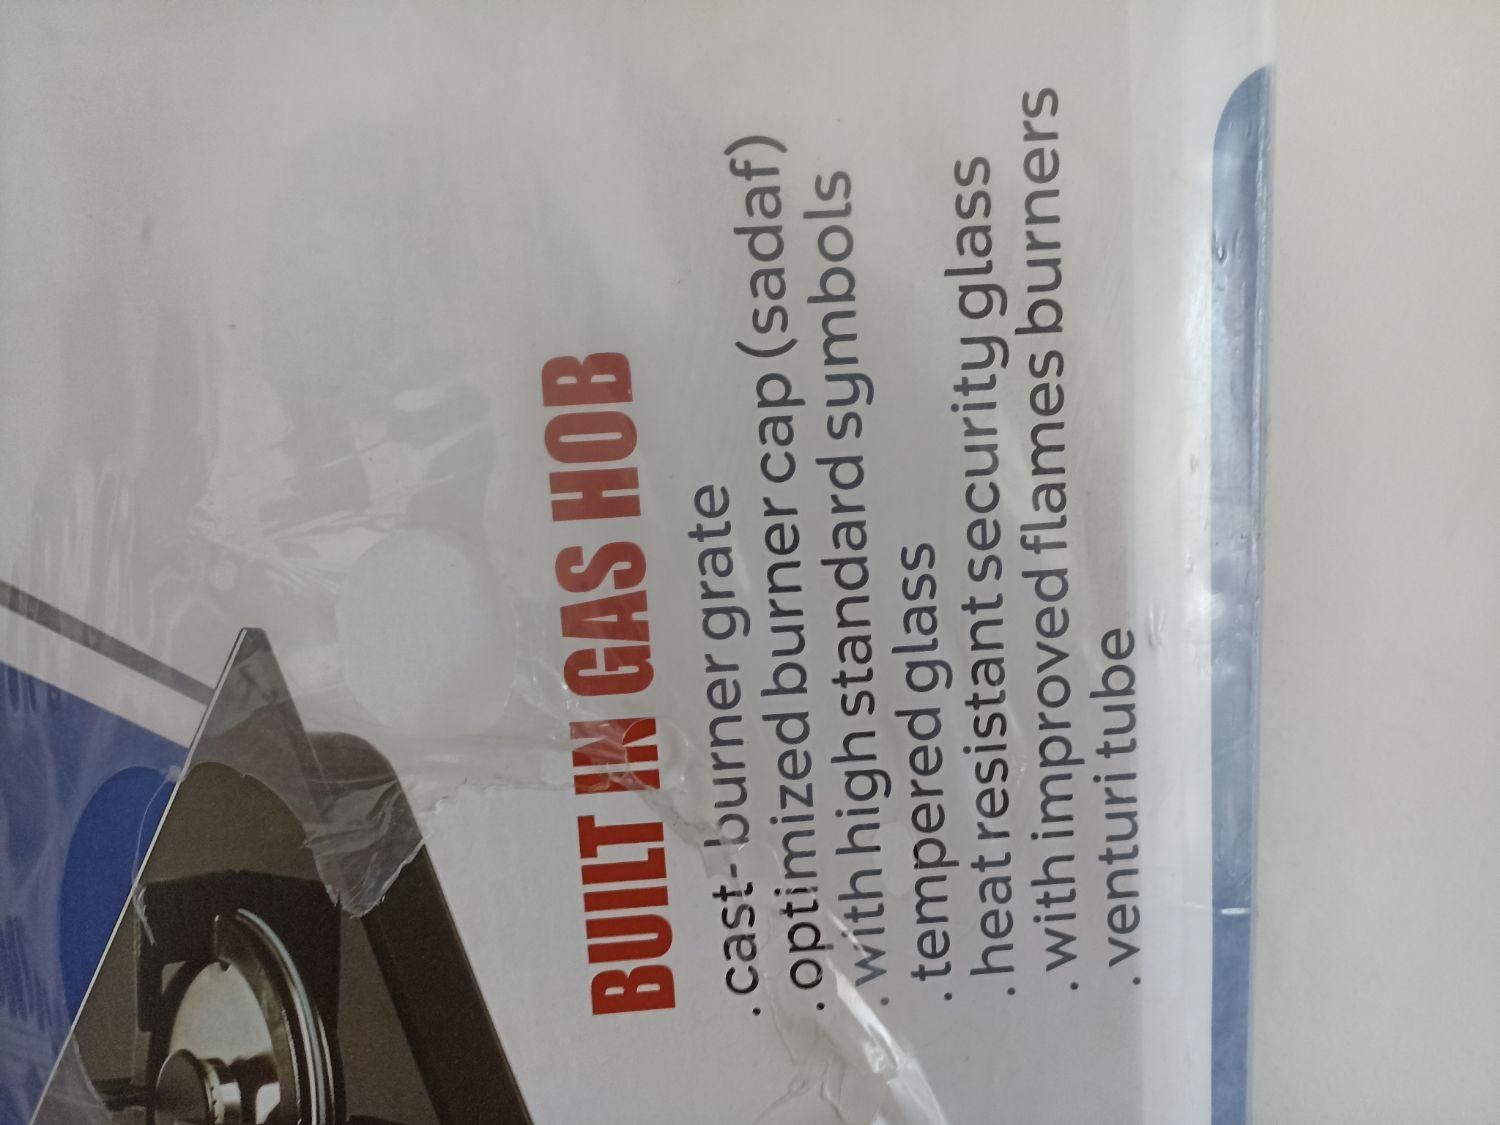 BUILT IN GAS HOB
. cast- burner grate
. optimized burner cap (sadaf)
. with high standard symbols
. tempered glass
. heat resistant security glass
. with improved flames burners
. venturi tube